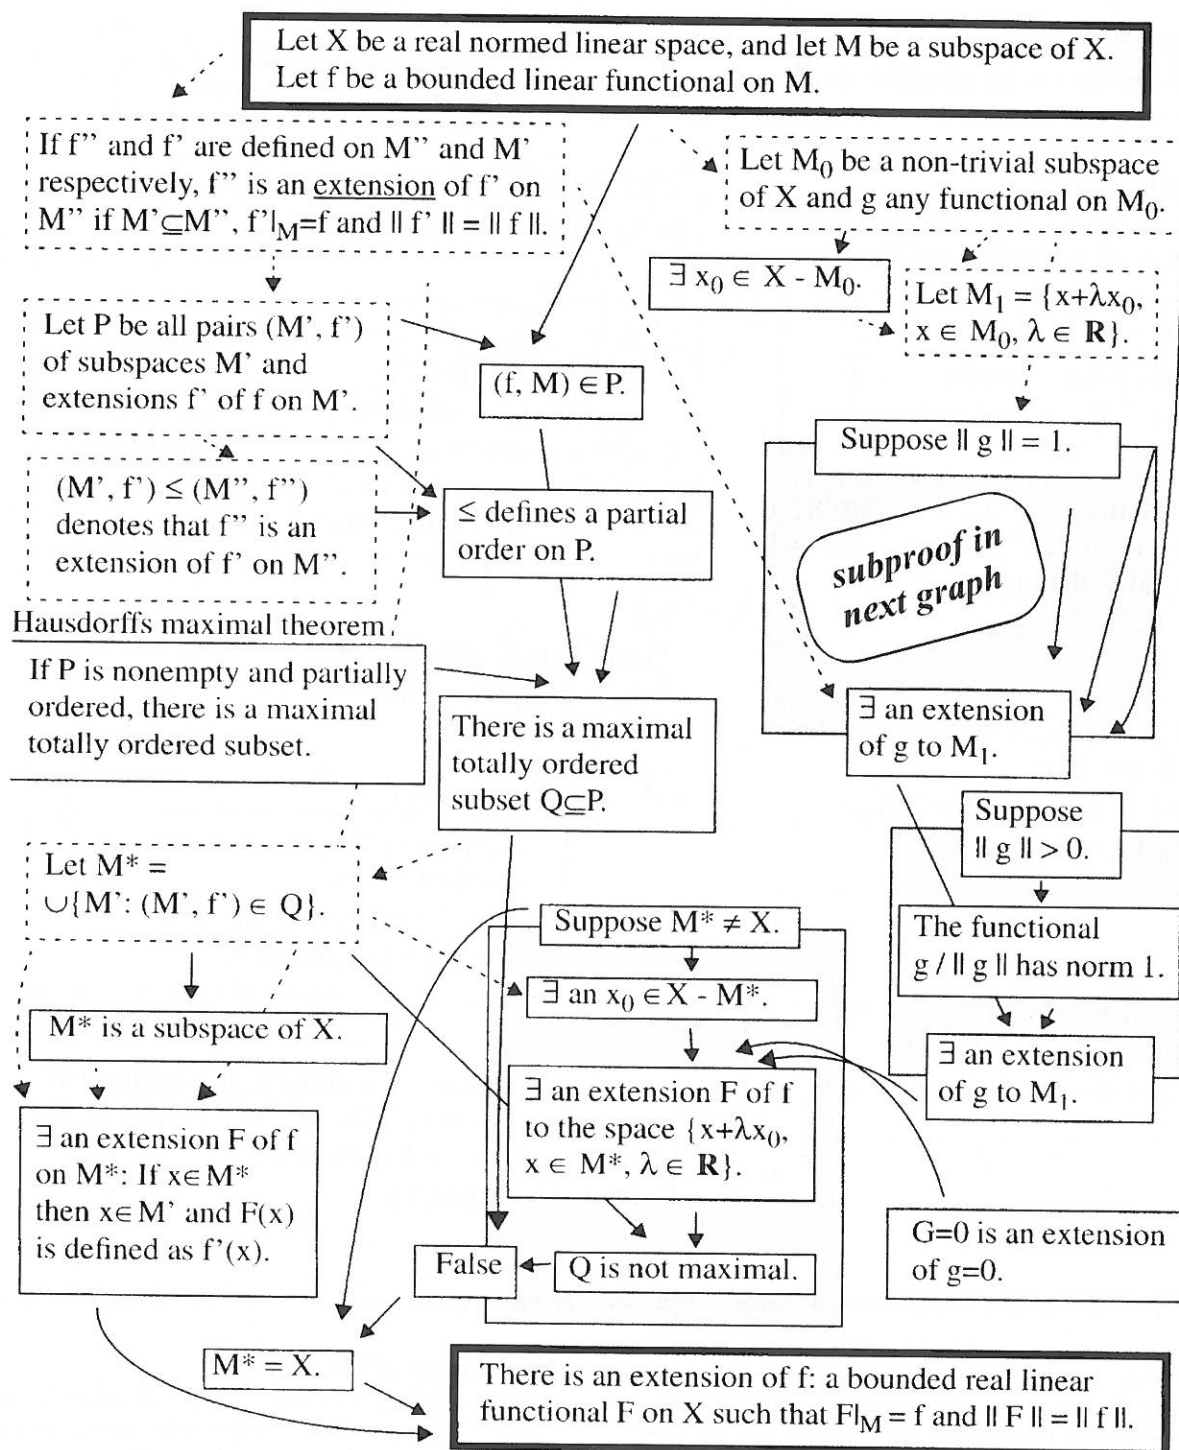 Let X be a real normed linear space, and let M be a subspace of X.
Let f be a bounded linear functional on M.
If f’’ and f’ are defined on M’’ and M’
respectively, f’’ is an extension of f’ on
M’’ if M’⊆M’’, f’|M=f and || f’ || = || f ||.
Let M₀ be a non-trivial subspace
of X and g any functional on M₀.
∃ x₀ ∈ X - M₀.
Let M₁ = {x+λx₀,
x ∈ M₀, λ ∈ R}.
Let P be all pairs (M’, f’)
of subspaces M’ and
extensions f’ of f on M’.
(f, M) ∈ P.
Suppose || g || = 1.
(M’, f’) ≤ (M’’, f’’)
denotes that f’’ is an
extension of f’ on M’’.
≤ defines a partial
order on P.
subproof in
next graph
Hausdorffs maximal theorem
If P is nonempty and partially
ordered, there is a maximal
totally ordered subset.
There is a maximal
totally ordered
subset Q⊆P.
∃ an extension
of g to M₁.
Suppose
|| g || > 0.
Let M* =
∪{M’: (M’, f’) ∈ Q}.
Suppose M* ≠ X.
The functional
g / || g || has norm 1.
∃ an x₀ ∈ X - M*.
M* is a subspace of X.
∃ an extension
of g to M₁.
∃ an extension F of f
to the space {x+λx₀,
x ∈ M*, λ ∈ R}.
∃ an extension F of f
on M*: If x∈M*
then x∈M’ and F(x)
is defined as f’(x).
G=0 is an extension
of g=0.
False
Q is not maximal.
M* = X.
There is an extension of f: a bounded real linear
functional F on X such that F|M = f and || F || = || f ||.